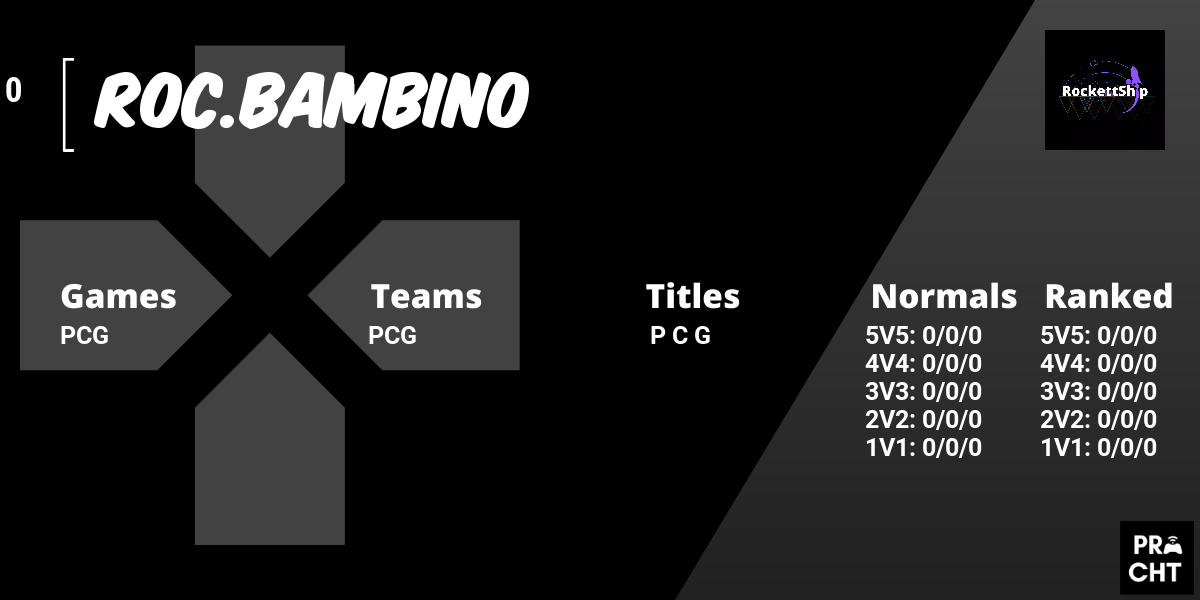 0
ROC.BAMBINO
RockettShip
Games
PCG
Teams
PCG
Titles
P C G
Normals
5V5: 0/0/0
4V4: 0/0/0
3V3: 0/0/0
2V2: 0/0/0
1V1: 0/0/0
Ranked
5V5: 0/0/0
4V4: 0/0/0
3V3: 0/0/0
2V2: 0/0/0
1V1: 0/0/0
PRA
CHT